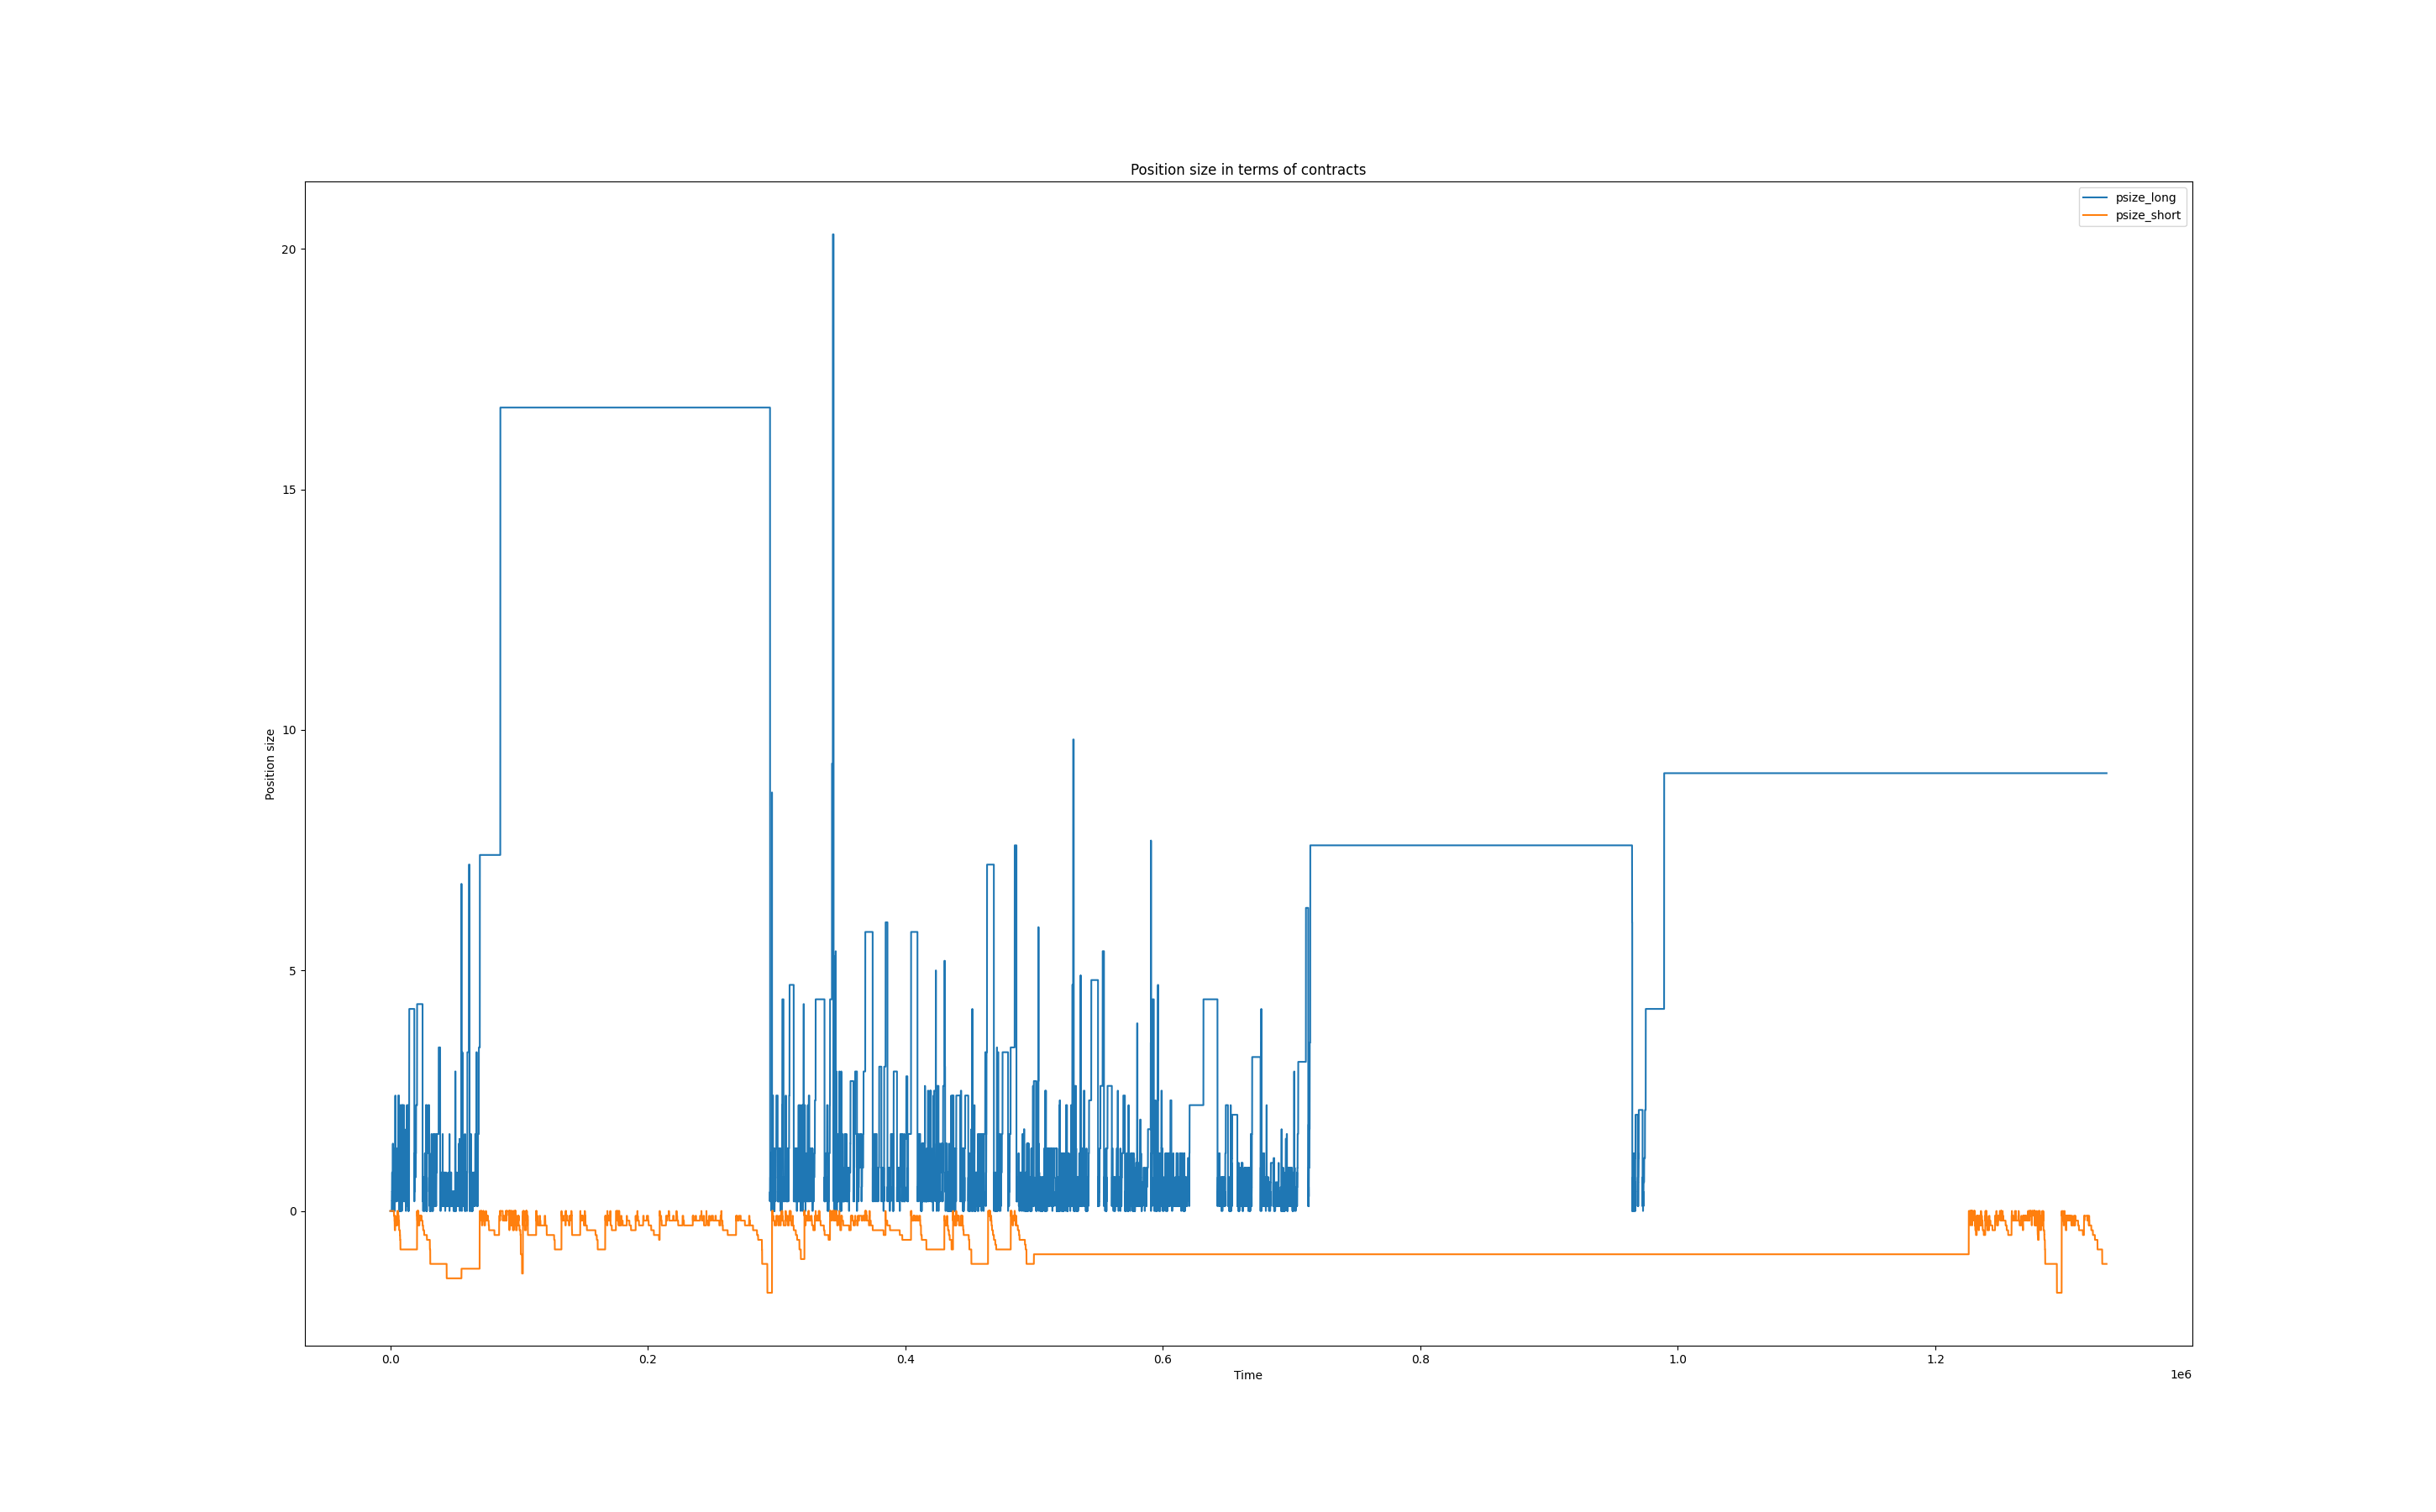 Position size in terms of contracts
psize_long
psize_short
Position size
20
15
10
5
0
0.0 0.2 0.4 0.6 0.8 1.0 1.2
Time
1e6